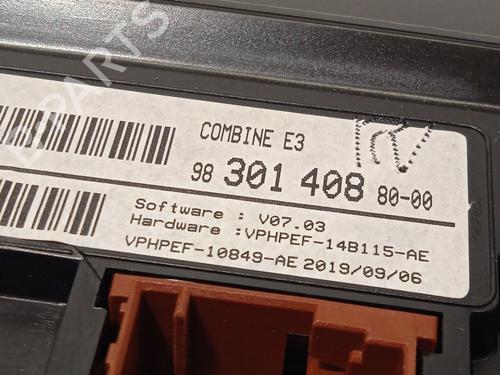 COMBINE E3
98 301 408 80-00
Software : V07.03
Hardware :VPHPEF-14B115-AE
VPHPEF-10849-AE 2019/09/06